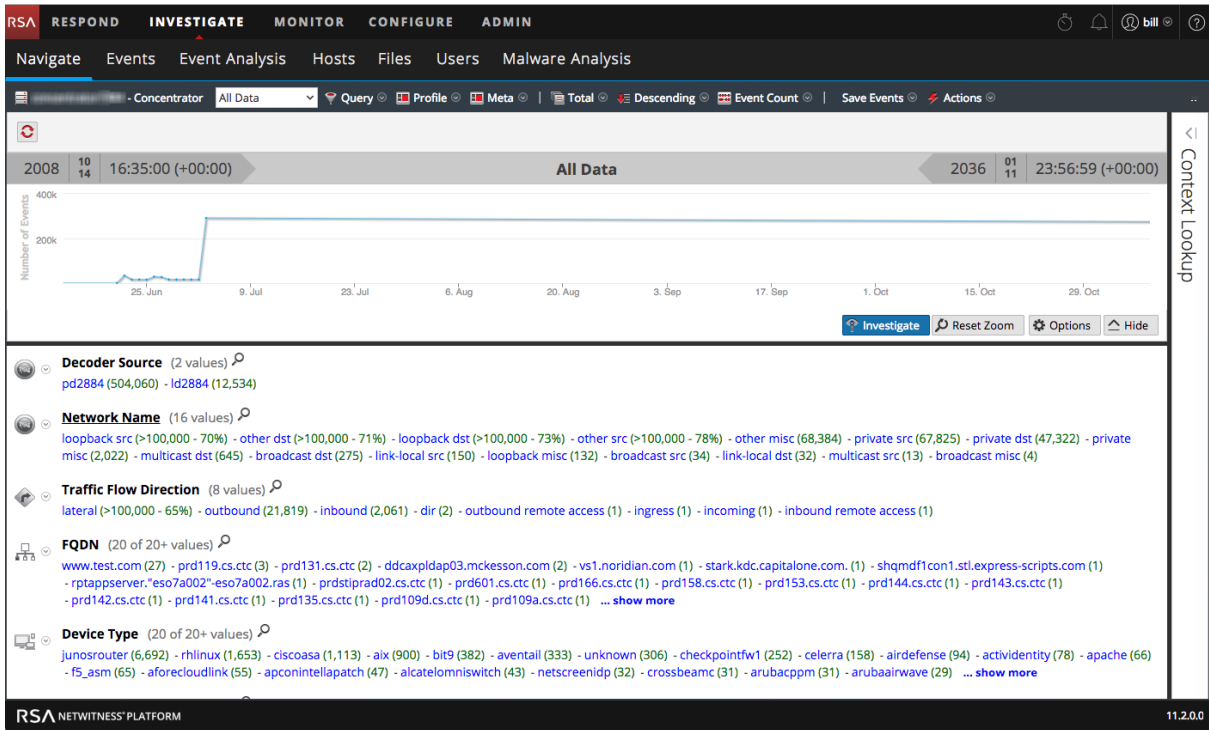 RSA RESPOND INVESTIGATE MONITOR CONFIGURE ADMIN bill ?
Navigate Events Event Analysis Hosts Files Users Malware Analysis
- Concentrator All Data Query Profile Meta | Total Descending Event Count | Save Events Actions ..
2008 10 14 16:35:00 (+00:00) All Data 2036 01 11 23:56:59 (+00:00)
Context Lookup
Number of Events
400k
200k
25. Jun 9. Jul 23. Jul 6. Aug 20. Aug 3. Sep 17. Sep 1. Oct 15. Oct 29. Oct
Investigate Reset Zoom Options Hide
Decoder Source (2 values)
pd2884 (504,060) - ld2884 (12,534)
Network Name (16 values)
loopback src (>100,000 - 70%) - other dst (>100,000 - 71%) - loopback dst (>100,000 - 73%) - other src (>100,000 - 78%) - other misc (68,384) - private src (67,825) - private dst (47,322) - private
misc (2,022) - multicast dst (645) - broadcast dst (275) - link-local src (150) - loopback misc (132) - broadcast src (34) - link-local dst (32) - multicast src (13) - broadcast misc (4)
Traffic Flow Direction (8 values)
lateral (>100,000 - 65%) - outbound (21,819) - inbound (2,061) - dir (2) - outbound remote access (1) - ingress (1) - incoming (1) - inbound remote access (1)
FQDN (20 of 20+ values)
www.test.com (27) - prd119.cs.ctc (3) - prd131.cs.ctc (2) - ddcaxpldap03.mckesson.com (2) - vs1.noridian.com (1) - stark.kdc.capitalone.com. (1) - shqmdf1con1.stl.express-scripts.com (1)
- rptappserver."eso7a002"-eso7a002.ras (1) - prdstiprad02.cs.ctc (1) - prd601.cs.ctc (1) - prd166.cs.ctc (1) - prd158.cs.ctc (1) - prd153.cs.ctc (1) - prd144.cs.ctc (1) - prd143.cs.ctc (1)
- prd142.cs.ctc (1) - prd141.cs.ctc (1) - prd135.cs.ctc (1) - prd109d.cs.ctc (1) - prd109a.cs.ctc (1) ... show more
Device Type (20 of 20+ values)
junosrouter (6,692) - rhlinux (1,653) - ciscoasa (1,113) - aix (900) - bit9 (382) - aventail (333) - unknown (306) - checkpointfw1 (252) - celerra (158) - airdefense (94) - actividentity (78) - apache (66)
- f5_asm (65) - aforecloudlink (55) - apconintellapatch (47) - alcatelomniswitch (43) - netscreenidp (32) - crossbeamc (31) - arubacppm (31) - arubaairwave (29) ... show more
RSA NETWITNESS® PLATFORM 11.2.0.0